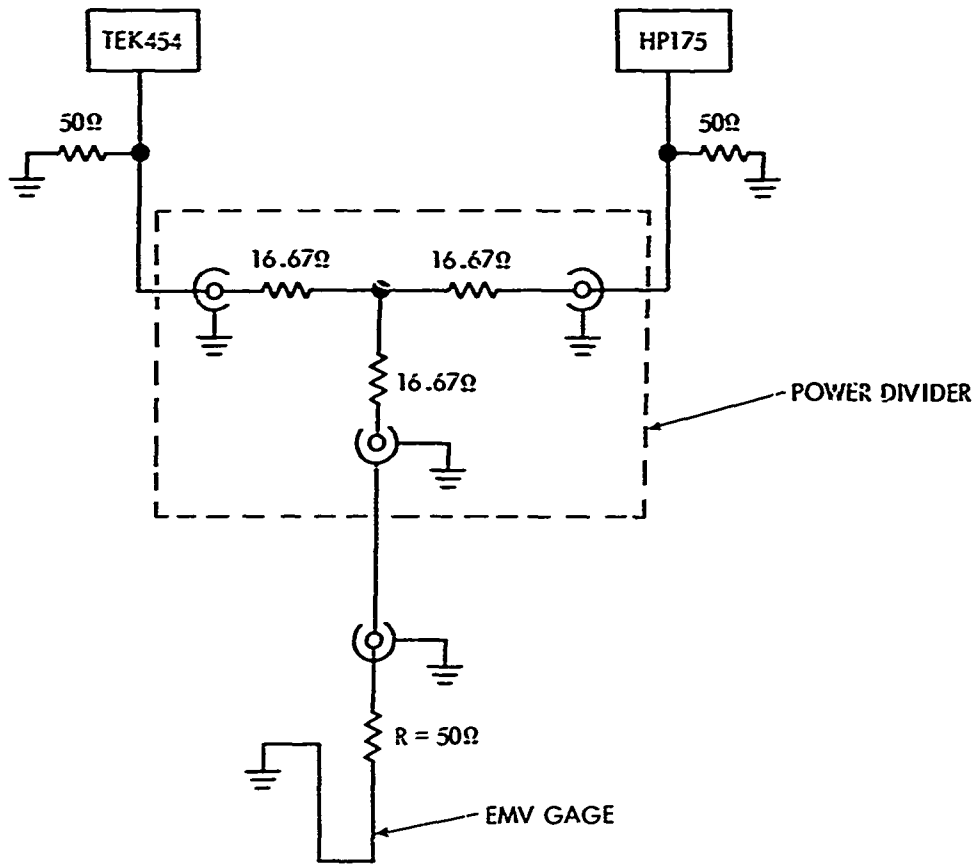 TEK454
HP175
50Ω
50Ω
16.67Ω
16.67Ω
16.67Ω
POWER DIVIDER
R = 50Ω
EMV GAGE